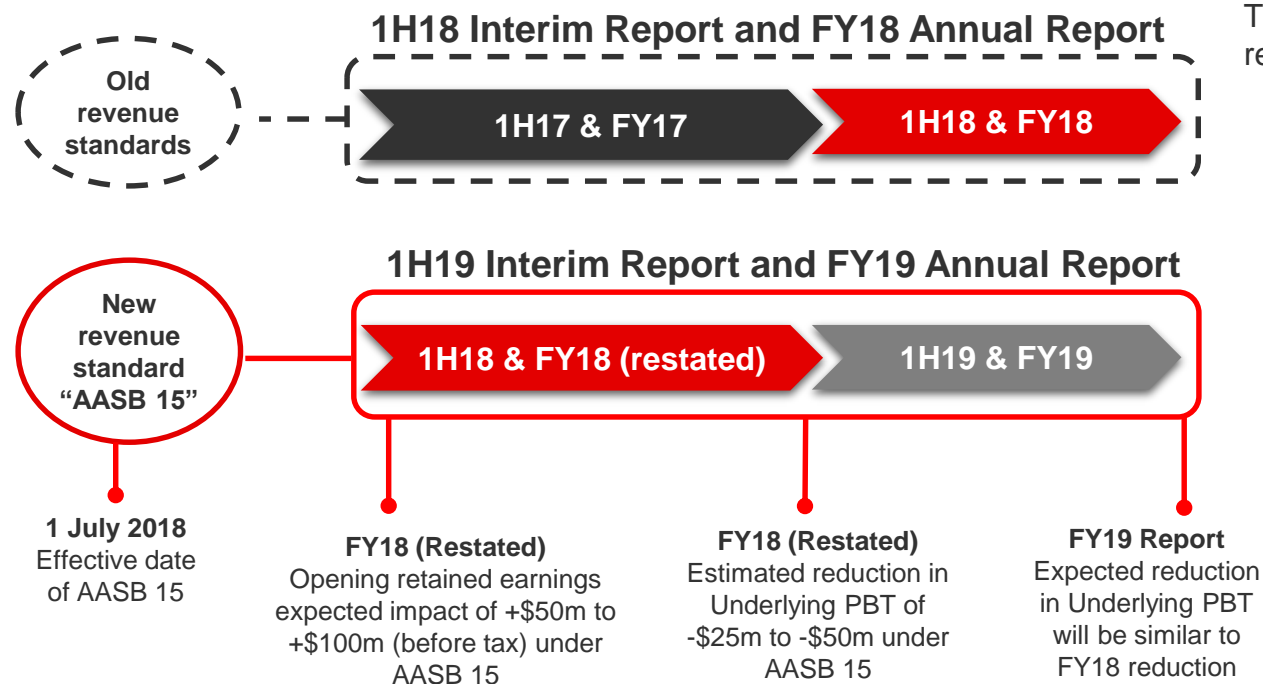 1H18 Interim Report and FY18 Annual Report
Old
revenue
standards
1H17 & FY17
1H18 & FY18
1H19 Interim Report and FY19 Annual Report
New
revenue
standard
“AASB 15”
1H18 & FY18 (restated)
1H19 & FY19
1 July 2018
Effective date
of AASB 15
FY18 (Restated)
Opening retained earnings
expected impact of +$50m to
+$100m (before tax) under
AASB 15
FY18 (Restated)
Estimated reduction in
Underlying PBT of
-$25m to -$50m under
AASB 15
FY19 Report
Expected reduction
in Underlying PBT
will be similar to
FY18 reduction